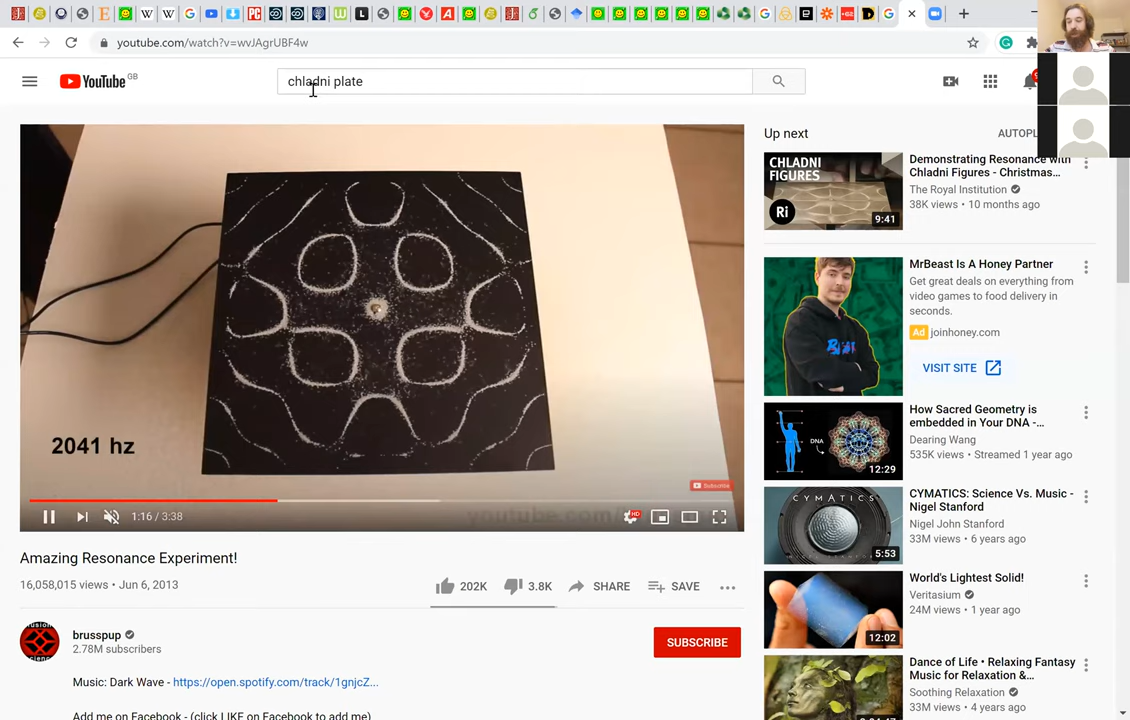 youtube.com/watch?v=wvJAgrUBF4w
YouTube GB
chladni plate
2041 hz
Subscribe
1:16 / 3:38
HD
Amazing Resonance Experiment!
16,058,015 views • Jun 6, 2013
202K
3.8K
SHARE
SAVE
brusspup
2.78M subscribers
SUBSCRIBE
Music: Dark Wave - https://open.spotify.com/track/1gnjcZ...
Add me on Facebook - (click LIKE on Facebook to add me)
Up next
CHLADNI
FIGURES
Ri
9:41
Demonstrating Resonance with
Chladni Figures - Christmas...
The Royal Institution
38K views • 10 months ago
MrBeast Is A Honey Partner
Get great deals on everything from
video games to food delivery in
seconds.
Ad joinhoney.com
VISIT SITE
DNA
12:29
How Sacred Geometry is
embedded in Your DNA -...
Dearing Wang
535K views • Streamed 1 year ago
CYMATICS
5:53
CYMATICS: Science Vs. Music -
Nigel Stanford
Nigel John Stanford
33M views • 6 years ago
12:02
World's Lightest Solid!
Veritasium
24M views • 1 year ago
Dance of Life • Relaxing Fantasy
Music for Relaxation &...
Soothing Relaxation
33M views • 4 years ago